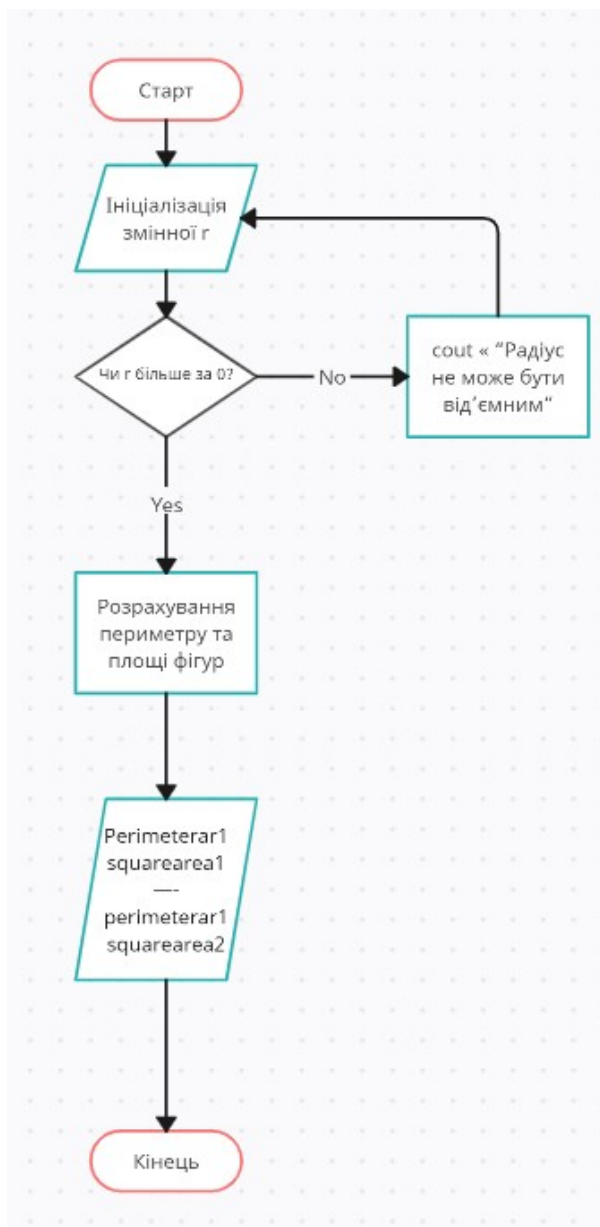 Старт
Ініціалізація
змінної r
Чи r більше за 0?
No
cout « “Радіус
не може бути
від’ємним“
Yes
Розрахування
периметру та
площі фігур
Perimeterar1
squarearea1
—-
perimeterar1
squarearea2
Кінець